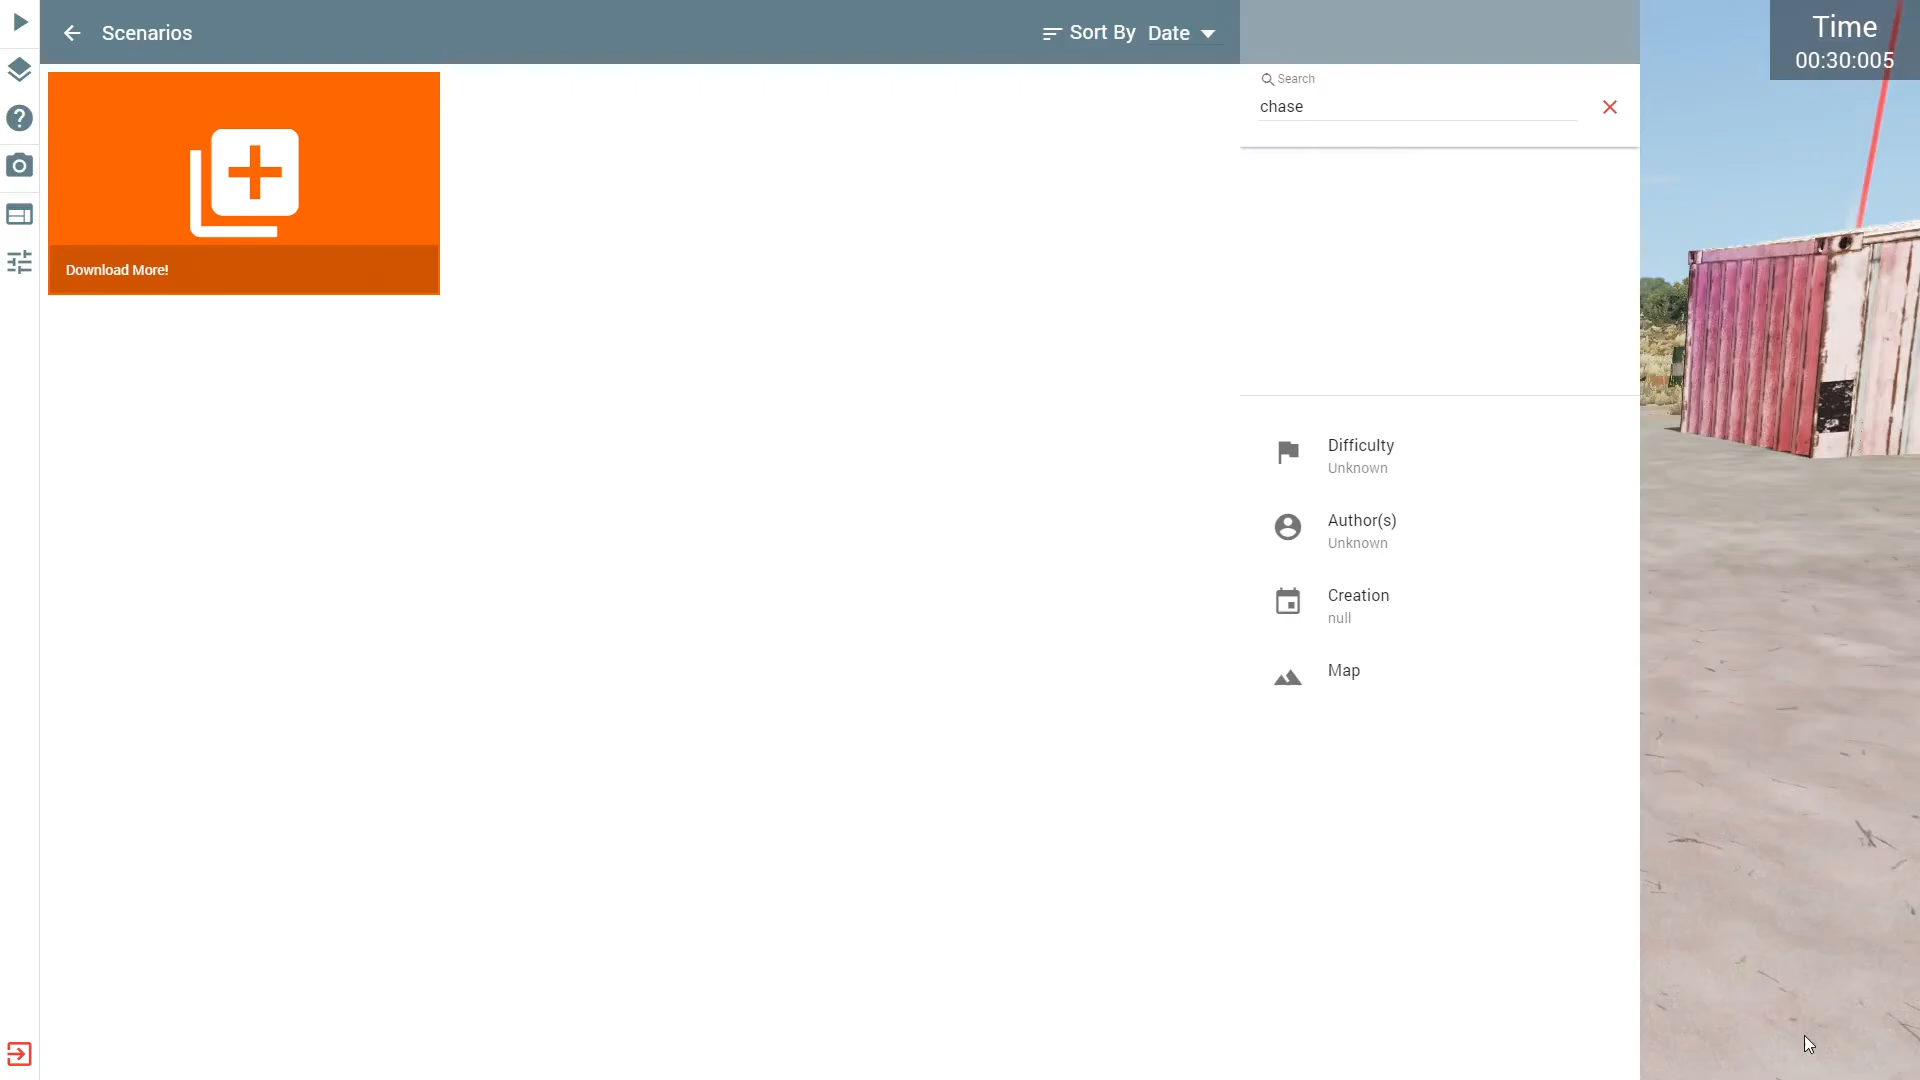 Scenarios
Sort By Date
Time
00:30:005
Search
chase
Download More!
Difficulty
Unknown
Author(s)
Unknown
Creation
null
Map